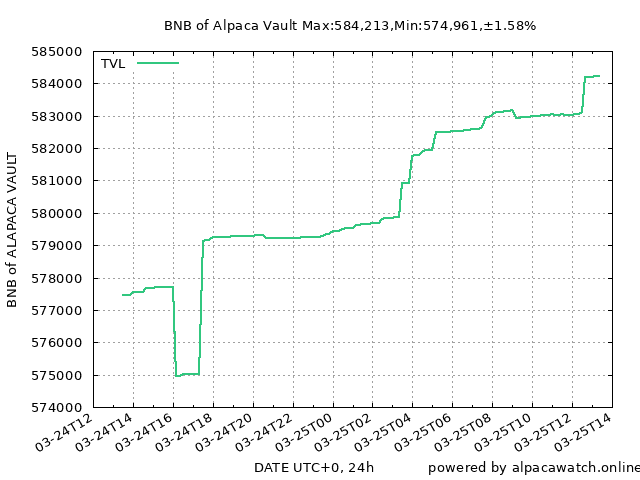 BNB of Alpaca Vault Max:584,213,Min:574,961,±1.58%
585000
TVL
584000
583000
582000
581000
580000
579000
578000
577000
576000
575000
574000
BNB of ALAPACA VAULT
03-24T12
03-24T14
03-24T16
03-24T18
03-24T20
03-24T22
03-25T00
03-25T02
03-25T04
03-25T06
03-25T08
03-25T10
03-25T12
03-25T14
DATE UTC+0, 24h
powered by alpacawatch.online